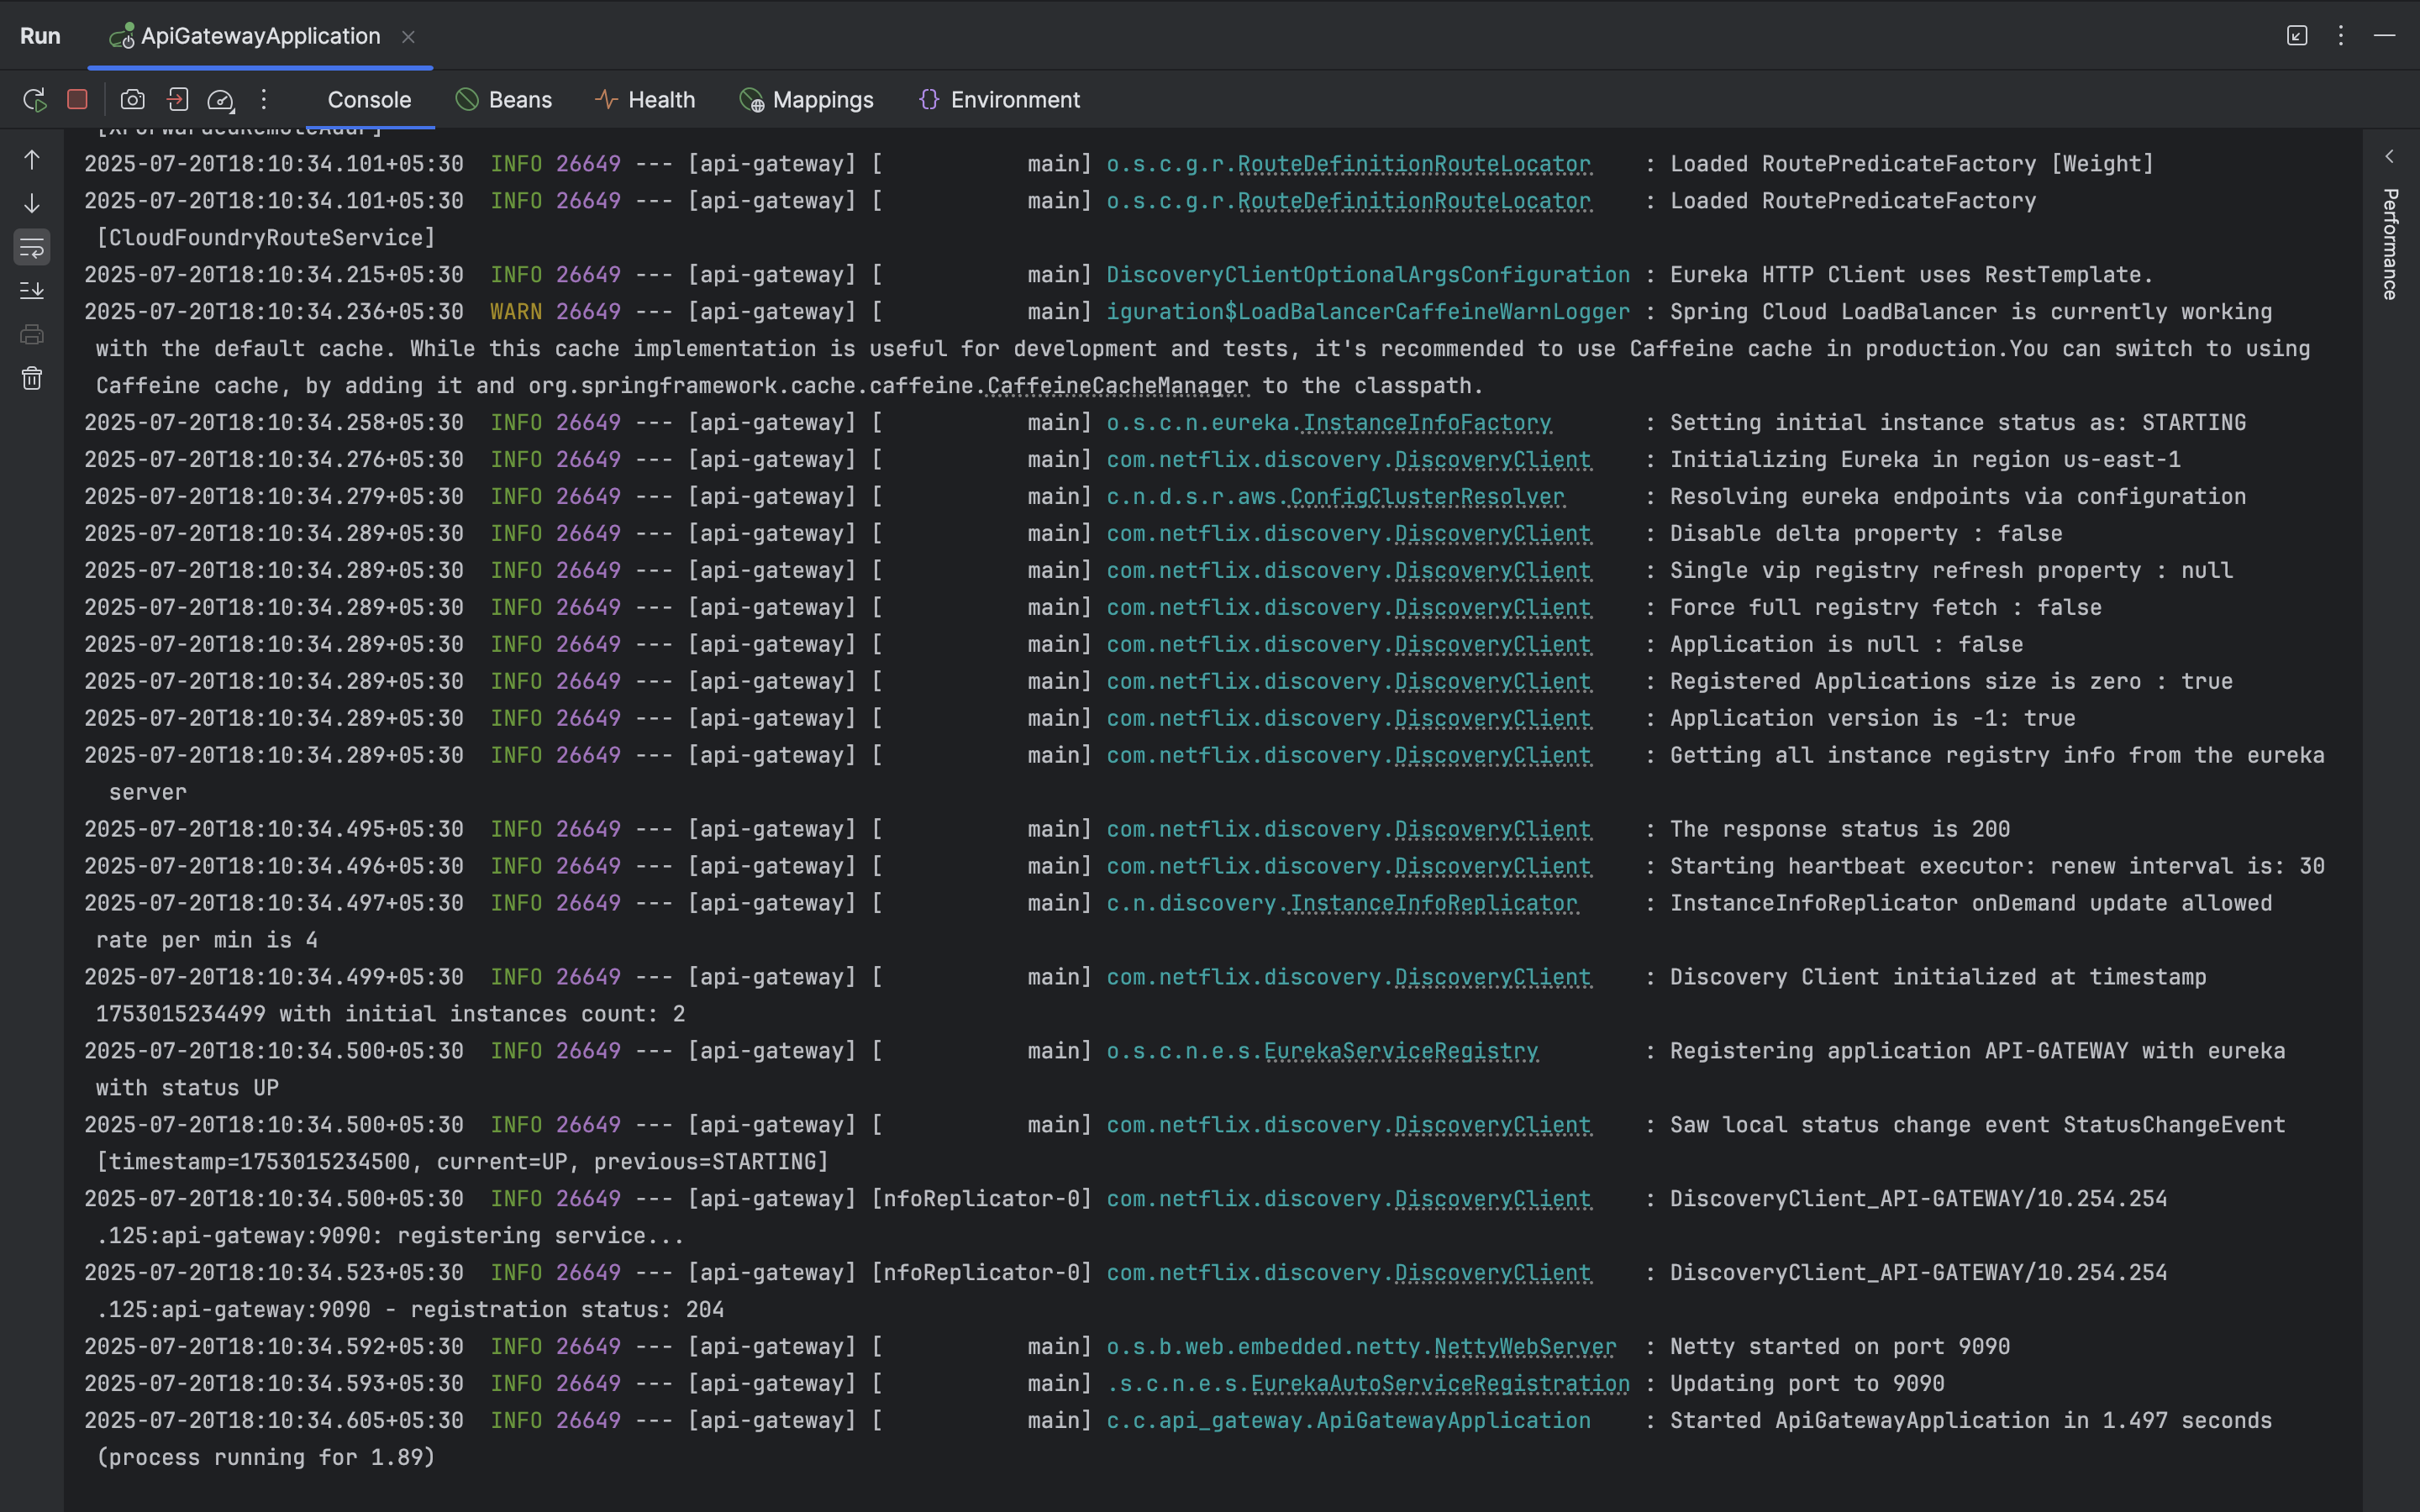 Run ApiGatewayApplication
Console Beans Health Mappings Environment
[XForwardedRemoteAddr]
2025-07-20T18:10:34.101+05:30  INFO 26649 --- [api-gateway] [           main] o.s.c.g.r.RouteDefinitionRouteLocator    : Loaded RoutePredicateFactory [Weight]
2025-07-20T18:10:34.101+05:30  INFO 26649 --- [api-gateway] [           main] o.s.c.g.r.RouteDefinitionRouteLocator    : Loaded RoutePredicateFactory
[CloudFoundryRouteService]
2025-07-20T18:10:34.215+05:30  INFO 26649 --- [api-gateway] [           main] DiscoveryClientOptionalArgsConfiguration : Eureka HTTP Client uses RestTemplate.
2025-07-20T18:10:34.236+05:30  WARN 26649 --- [api-gateway] [           main] iguration$LoadBalancerCaffeineWarnLogger : Spring Cloud LoadBalancer is currently working
with the default cache. While this cache implementation is useful for development and tests, it's recommended to use Caffeine cache in production.You can switch to using
Caffeine cache, by adding it and org.springframework.cache.caffeine.CaffeineCacheManager to the classpath.
2025-07-20T18:10:34.258+05:30  INFO 26649 --- [api-gateway] [           main] o.s.c.n.eureka.InstanceInfoFactory       : Setting initial instance status as: STARTING
2025-07-20T18:10:34.276+05:30  INFO 26649 --- [api-gateway] [           main] com.netflix.discovery.DiscoveryClient    : Initializing Eureka in region us-east-1
2025-07-20T18:10:34.279+05:30  INFO 26649 --- [api-gateway] [           main] c.n.d.s.r.aws.ConfigClusterResolver      : Resolving eureka endpoints via configuration
2025-07-20T18:10:34.289+05:30  INFO 26649 --- [api-gateway] [           main] com.netflix.discovery.DiscoveryClient    : Disable delta property : false
2025-07-20T18:10:34.289+05:30  INFO 26649 --- [api-gateway] [           main] com.netflix.discovery.DiscoveryClient    : Single vip registry refresh property : null
2025-07-20T18:10:34.289+05:30  INFO 26649 --- [api-gateway] [           main] com.netflix.discovery.DiscoveryClient    : Force full registry fetch : false
2025-07-20T18:10:34.289+05:30  INFO 26649 --- [api-gateway] [           main] com.netflix.discovery.DiscoveryClient    : Application is null : false
2025-07-20T18:10:34.289+05:30  INFO 26649 --- [api-gateway] [           main] com.netflix.discovery.DiscoveryClient    : Registered Applications size is zero : true
2025-07-20T18:10:34.289+05:30  INFO 26649 --- [api-gateway] [           main] com.netflix.discovery.DiscoveryClient    : Application version is -1: true
2025-07-20T18:10:34.289+05:30  INFO 26649 --- [api-gateway] [           main] com.netflix.discovery.DiscoveryClient    : Getting all instance registry info from the eureka
server
2025-07-20T18:10:34.495+05:30  INFO 26649 --- [api-gateway] [           main] com.netflix.discovery.DiscoveryClient    : The response status is 200
2025-07-20T18:10:34.496+05:30  INFO 26649 --- [api-gateway] [           main] com.netflix.discovery.DiscoveryClient    : Starting heartbeat executor: renew interval is: 30
2025-07-20T18:10:34.497+05:30  INFO 26649 --- [api-gateway] [           main] c.n.discovery.InstanceInfoReplicator     : InstanceInfoReplicator onDemand update allowed
rate per min is 4
2025-07-20T18:10:34.499+05:30  INFO 26649 --- [api-gateway] [           main] com.netflix.discovery.DiscoveryClient    : Discovery Client initialized at timestamp
1753015234499 with initial instances count: 2
2025-07-20T18:10:34.500+05:30  INFO 26649 --- [api-gateway] [           main] o.s.c.n.e.s.EurekaServiceRegistry        : Registering application API-GATEWAY with eureka
with status UP
2025-07-20T18:10:34.500+05:30  INFO 26649 --- [api-gateway] [           main] com.netflix.discovery.DiscoveryClient    : Saw local status change event StatusChangeEvent
[timestamp=1753015234500, current=UP, previous=STARTING]
2025-07-20T18:10:34.500+05:30  INFO 26649 --- [api-gateway] [nfoReplicator-0] com.netflix.discovery.DiscoveryClient    : DiscoveryClient_API-GATEWAY/10.254.254
.125:api-gateway:9090: registering service...
2025-07-20T18:10:34.523+05:30  INFO 26649 --- [api-gateway] [nfoReplicator-0] com.netflix.discovery.DiscoveryClient    : DiscoveryClient_API-GATEWAY/10.254.254
.125:api-gateway:9090 - registration status: 204
2025-07-20T18:10:34.592+05:30  INFO 26649 --- [api-gateway] [           main] o.s.b.web.embedded.netty.NettyWebServer  : Netty started on port 9090
2025-07-20T18:10:34.593+05:30  INFO 26649 --- [api-gateway] [           main] .s.c.n.e.s.EurekaAutoServiceRegistration : Updating port to 9090
2025-07-20T18:10:34.605+05:30  INFO 26649 --- [api-gateway] [           main] c.c.api_gateway.ApiGatewayApplication    : Started ApiGatewayApplication in 1.497 seconds
(process running for 1.89)
Performance